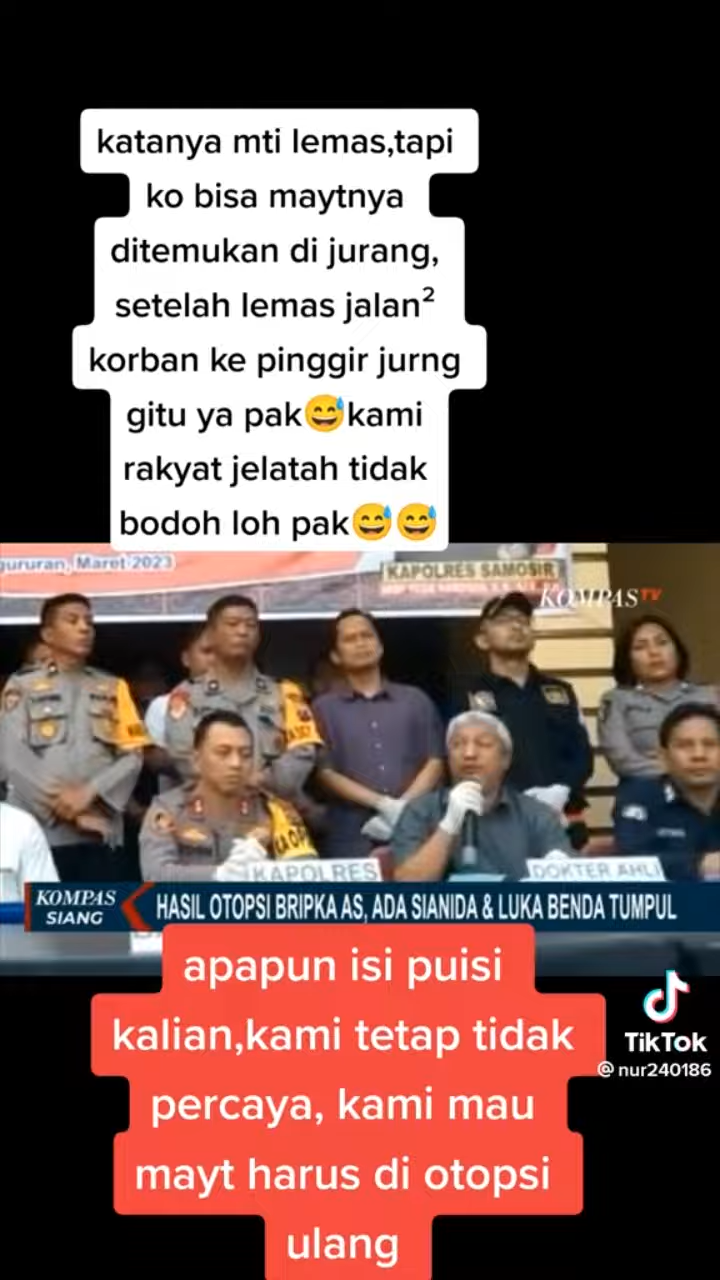 katanya mti lemas,tapi
ko bisa maytnya
ditemukan di jurang,
setelah lemas jalan²
korban ke pinggir jurng
gitu ya pak😅kami
rakyat jelatah tidak
bodoh loh pak😅😅
gururan, Maret 2023
KAPOLRES SAMOSIR
KOMPAS TV
KAPOLRES
DOKTER AHLI
KOMPAS
SIANG
HASIL OTOPSI BRIPKA AS, ADA SIANIDA & LUKA BENDA TUMPUL
apapun isi puisi
kalian,kami tetap tidak
percaya, kami mau
mayt harus di otopsi
ulang
TikTok
@nur240186